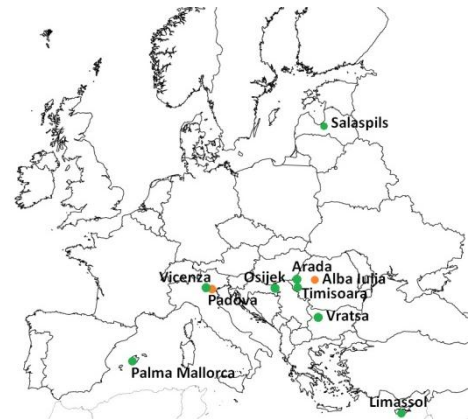 Salaspils
Arada
Vicenza
Osijek
Alba Iulia
Padova
Timisoara
Vratsa
Palma Mallorca
Limassol